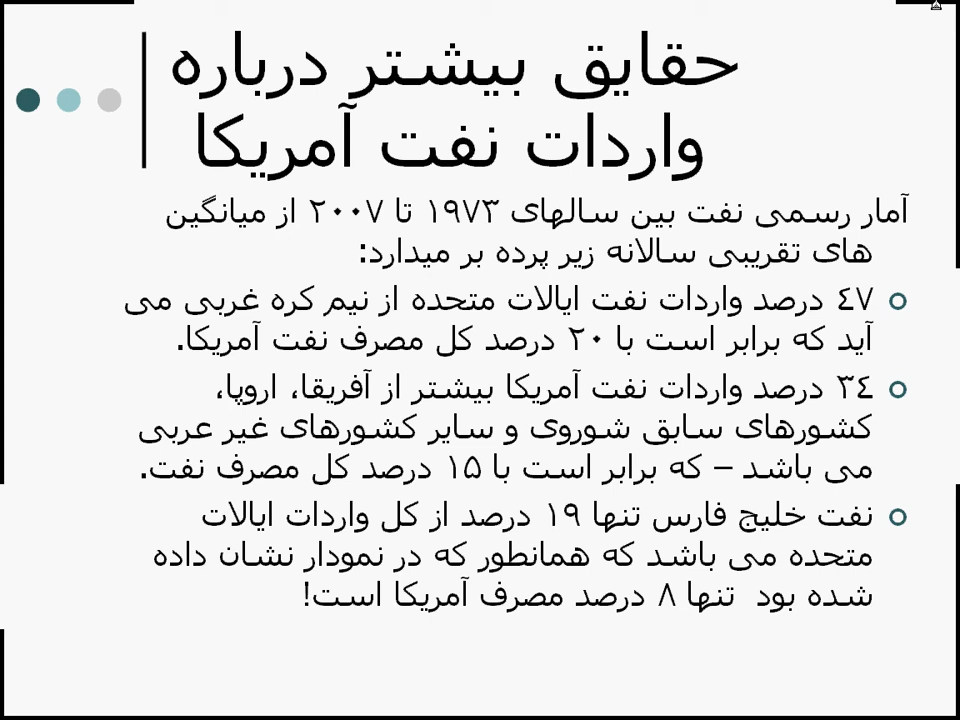 حقایق بیشتر درباره
واردات نفت آمریکا
آمار رسمی نفت بین سالهای ۱۹۷۳ تا ۲۰۰۷ از میانگین
های تقریبی سالانه زیر پرده بر میدارد:
٤٧ درصد واردات نفت ایالات متحده از نیم کره غربی می
آید که برابر است با ۲۰ درصد کل مصرف نفت آمریکا.
۳٤ درصد واردات نفت آمریکا بیشتر از آفریقا، اروپا،
کشورهای سابق شوروی و سایر کشورهای غیر عربی
می باشد – که برابر است با ۱۵ درصد کل مصرف نفت.
نفت خلیج فارس تنها ۱۹ درصد از کل واردات ایالات
متحده می باشد که همانطور که در نمودار نشان داده
شده بود تنها ۸ درصد مصرف آمریکا است!